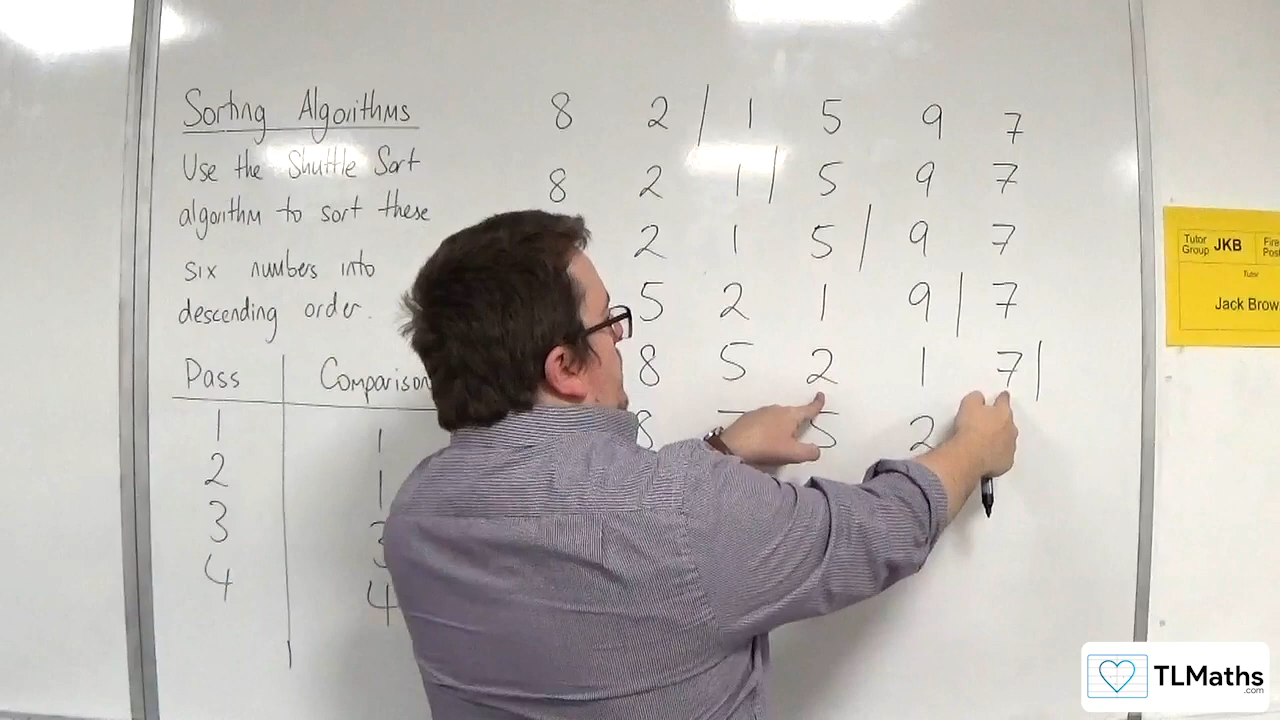 Sorting Algorithms
Use the Shuttle Sort
algorithm to sort these
six numbers into
descending order.
8 2 | 1 5 9 7
8 2 1 | 5 9 7
2 1 5 | 9 7
5 2 1 9 | 7
8 5 2 1 7 |
8 7 5 2
Pass Comparison
1 1
2 1
3 3
4 4
Tutor Group JKB
Tutor
Jack Brow
TLMaths
.com